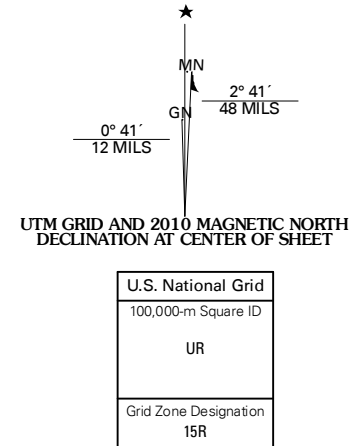 ★
MN
GN
2° 41´
48 MILS
0° 41´
12 MILS
UTM GRID AND 2010 MAGNETIC NORTH
DECLINATION AT CENTER OF SHEET
U.S. National Grid
100,000-m Square ID
UR
Grid Zone Designation
15R